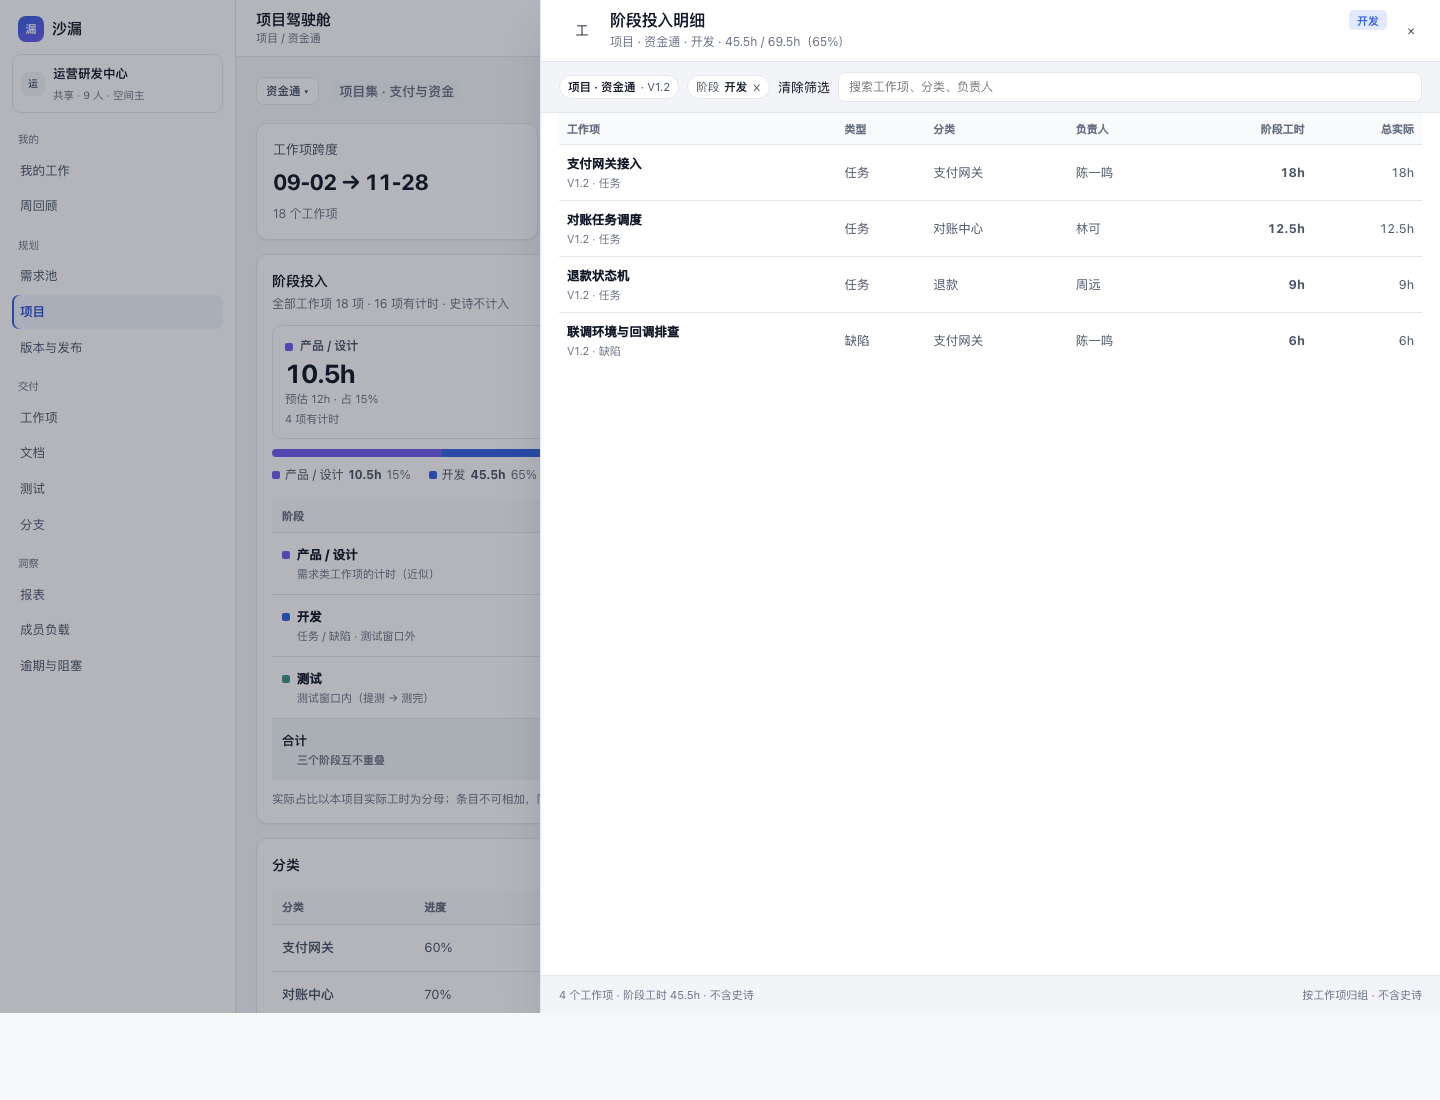 漏 沙漏
运 运营研发中心
共享 · 9 人 · 空间主
我的
我的工作
周回顾
规划
需求池
项目
版本与发布
交付
工作项
文档
测试
分支
洞察
报表
成员负载
逾期与阻塞
项目驾驶舱
项目 / 资金通
资金通 ▾ 项目集 · 支付与资金
工作项跨度
09-02 → 11-28
18 个工作项
阶段投入
全部工作项 18 项 · 16 项有计时 · 史诗不计入
产品 / 设计
10.5h
预估 12h · 占 15%
4 项有计时
产品 / 设计 10.5h 15% 开发 45.5h 65%
阶段
产品 / 设计
需求类工作项的计时（近似）
开发
任务 / 缺陷 · 测试窗口外
测试
测试窗口内（提测 → 测完）
合计
三个阶段互不重叠
实际占比以本项目实际工时为分母；条目不可相加，
分类
分类 进度
支付网关 60%
对账中心 70%
工 阶段投入明细
项目 · 资金通 · 开发 · 45.5h / 69.5h（65%）
开发 ×
项目 · 资金通 · V1.2 阶段 开发 × 清除筛选 搜索工作项、分类、负责人
工作项 类型 分类 负责人 阶段工时 总实际
支付网关接入 任务 支付网关 陈一鸣 18h 18h
V1.2 · 任务
对账任务调度 任务 对账中心 林可 12.5h 12.5h
V1.2 · 任务
退款状态机 任务 退款 周远 9h 9h
V1.2 · 任务
联调环境与回调排查 缺陷 支付网关 陈一鸣 6h 6h
V1.2 · 缺陷
4 个工作项 · 阶段工时 45.5h · 不含史诗 按工作项归组 · 不含史诗